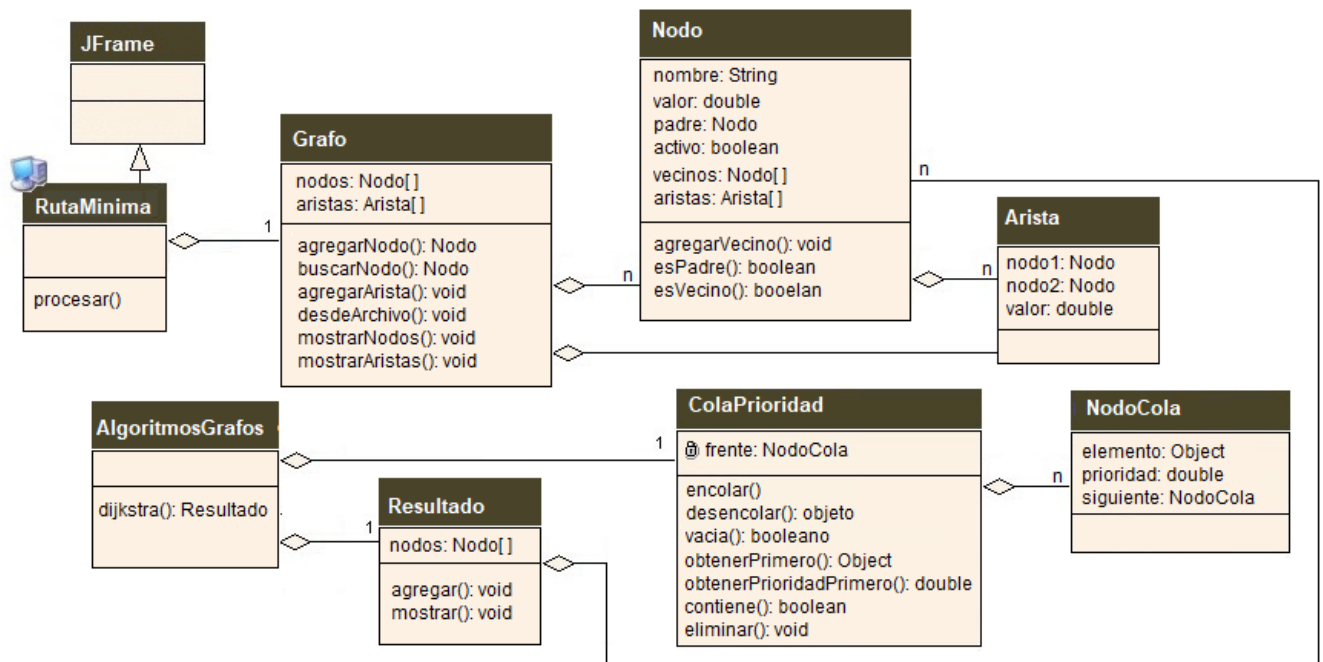 JFrame
RutaMinima
procesar()
1
Grafo
nodos: Nodo[ ]
aristas: Arista[ ]
agregarNodo(): Nodo
buscarNodo(): Nodo
agregarArista(): void
desdeArchivo(): void
mostrarNodos(): void
mostrarAristas(): void
n
Nodo
nombre: String
valor: double
padre: Nodo
activo: boolean
vecinos: Nodo[ ]
aristas: Arista[ ]
agregarVecino(): void
esPadre(): boolean
esVecino(): booelan
n
n
Arista
nodo1: Nodo
nodo2: Nodo
valor: double
AlgoritmosGrafos
dijkstra(): Resultado
1
1
Resultado
nodos: Nodo[ ]
agregar(): void
mostrar(): void
ColaPrioridad
frente: NodoCola
encolar()
desencolar(): objeto
vacia(): booleano
obtenerPrimero(): Object
obtenerPrioridadPrimero(): double
contiene(): boolean
eliminar(): void
n
NodoCola
elemento: Object
prioridad: double
siguiente: NodoCola